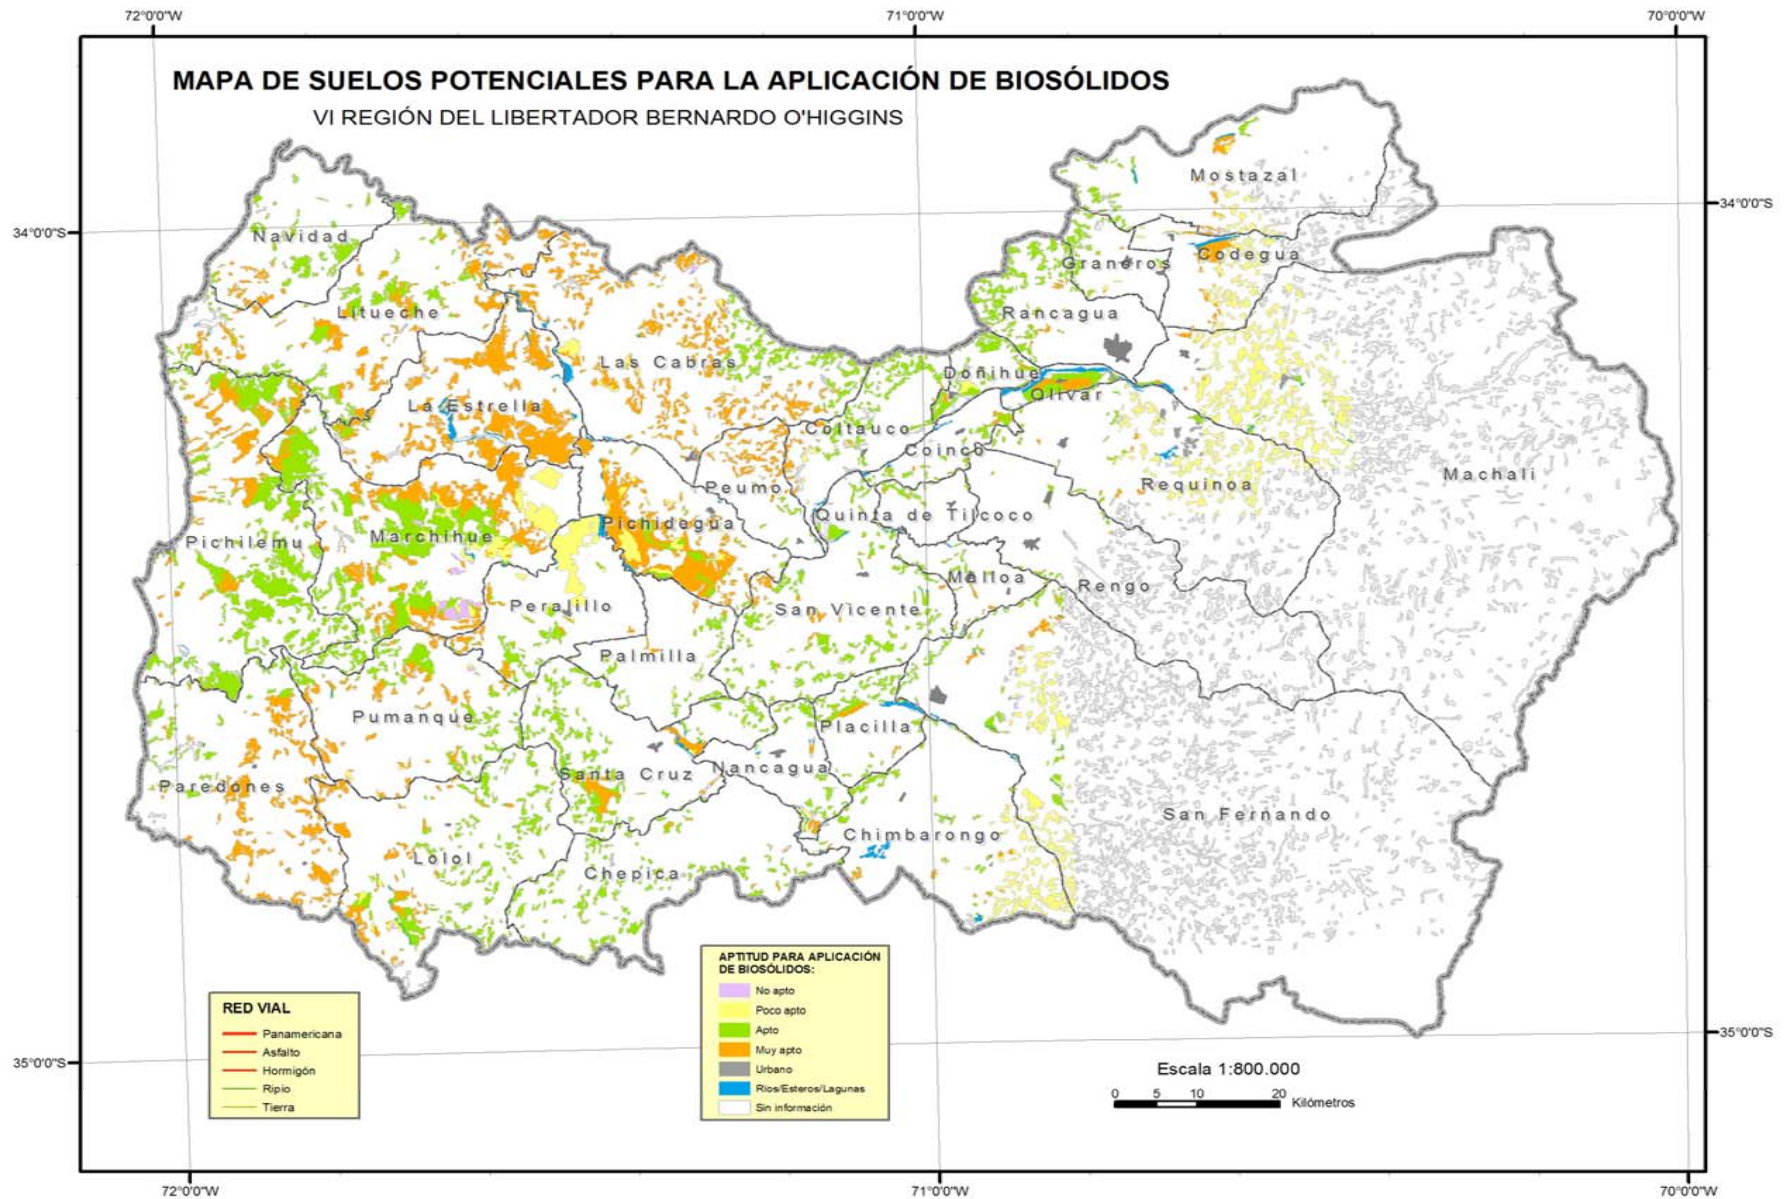 72°0'0"W
71°0'0"W
70°0'0"W
MAPA DE SUELOS POTENCIALES PARA LA APLICACIÓN DE BIOSÓLIDOS
VI REGIÓN DEL LIBERTADOR BERNARDO O'HIGGINS
Mostazal
34°0'0"S
34°0'0"S
Navidad
Codegua
Graneros
Litueche
Rancagua
Las Cabras
Doñihue
Olivar
La Estrella
Coltauco
Coinco
Machali
Requinoa
Peumo
Quinta de Tilcoco
Pichidegua
Marchihue
Pichilemu
Malloa
Rengo
Peralillo
San Vicente
Palmilla
Pumanque
Placilla
Nancagua
Santa Cruz
Paredones
San Fernando
Chimbarongo
Lolol
Chepica
APTITUD PARA APLICACIÓN
DE BIOSÓLIDOS:
No apto
Poco apto
Apto
Muy apto
Urbano
Ríos/Esteros/Lagunas
Sin información
RED VIAL
Panamericana
Asfalto
Hormigón
Ripio
Tierra
35°0'0"S
35°0'0"S
Escala 1:800.000
0 5 10 20
Kilómetros
72°0'0"W
71°0'0"W
70°0'0"W